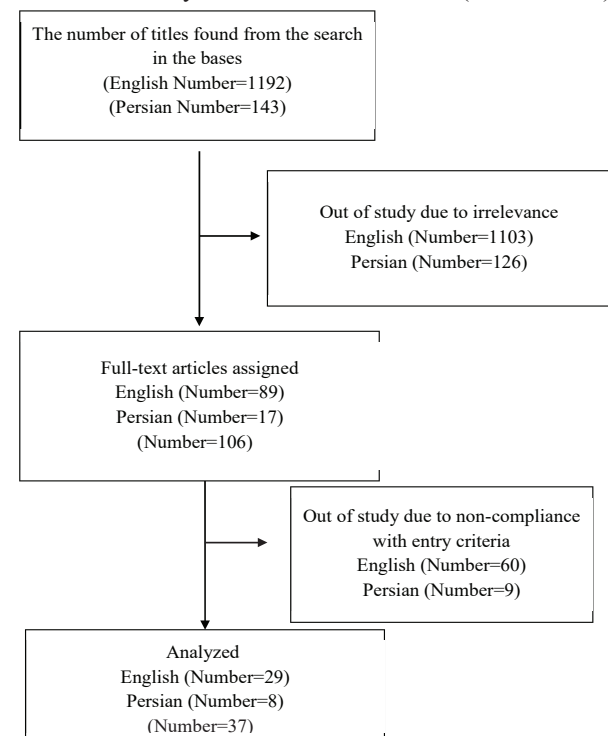 The number of titles found from the search
in the bases
(English Number=1192)
(Persian Number=143)
Out of study due to irrelevance
English (Number=1103)
Persian (Number=126)
Full-text articles assigned
English (Number=89)
Persian (Number=17)
(Number=106)
Out of study due to non-compliance
with entry criteria
English (Number=60)
Persian (Number=9)
Analyzed
English (Number=29)
Persian (Number=8)
(Number=37)